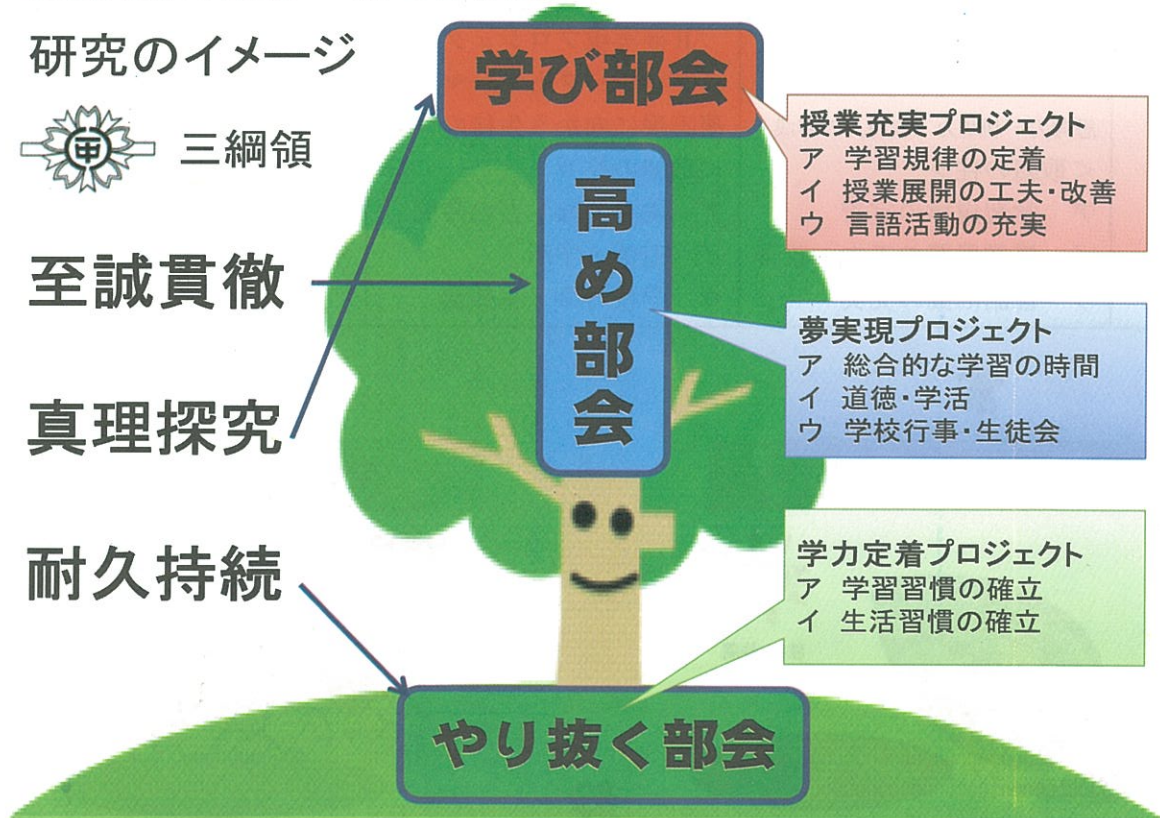 研究のイメージ
三綱領
至誠貫徹
真理探究
耐久持続
学び部会
高め部会
やり抜く部会
授業充実プロジェクト
ア 学習規律の定着
イ 授業展開の工夫・改善
ウ 言語活動の充実
夢実現プロジェクト
ア 総合的な学習の時間
イ 道徳・学活
ウ 学校行事・生徒会
学力定着プロジェクト
ア 学習習慣の確立
イ 生活習慣の確立